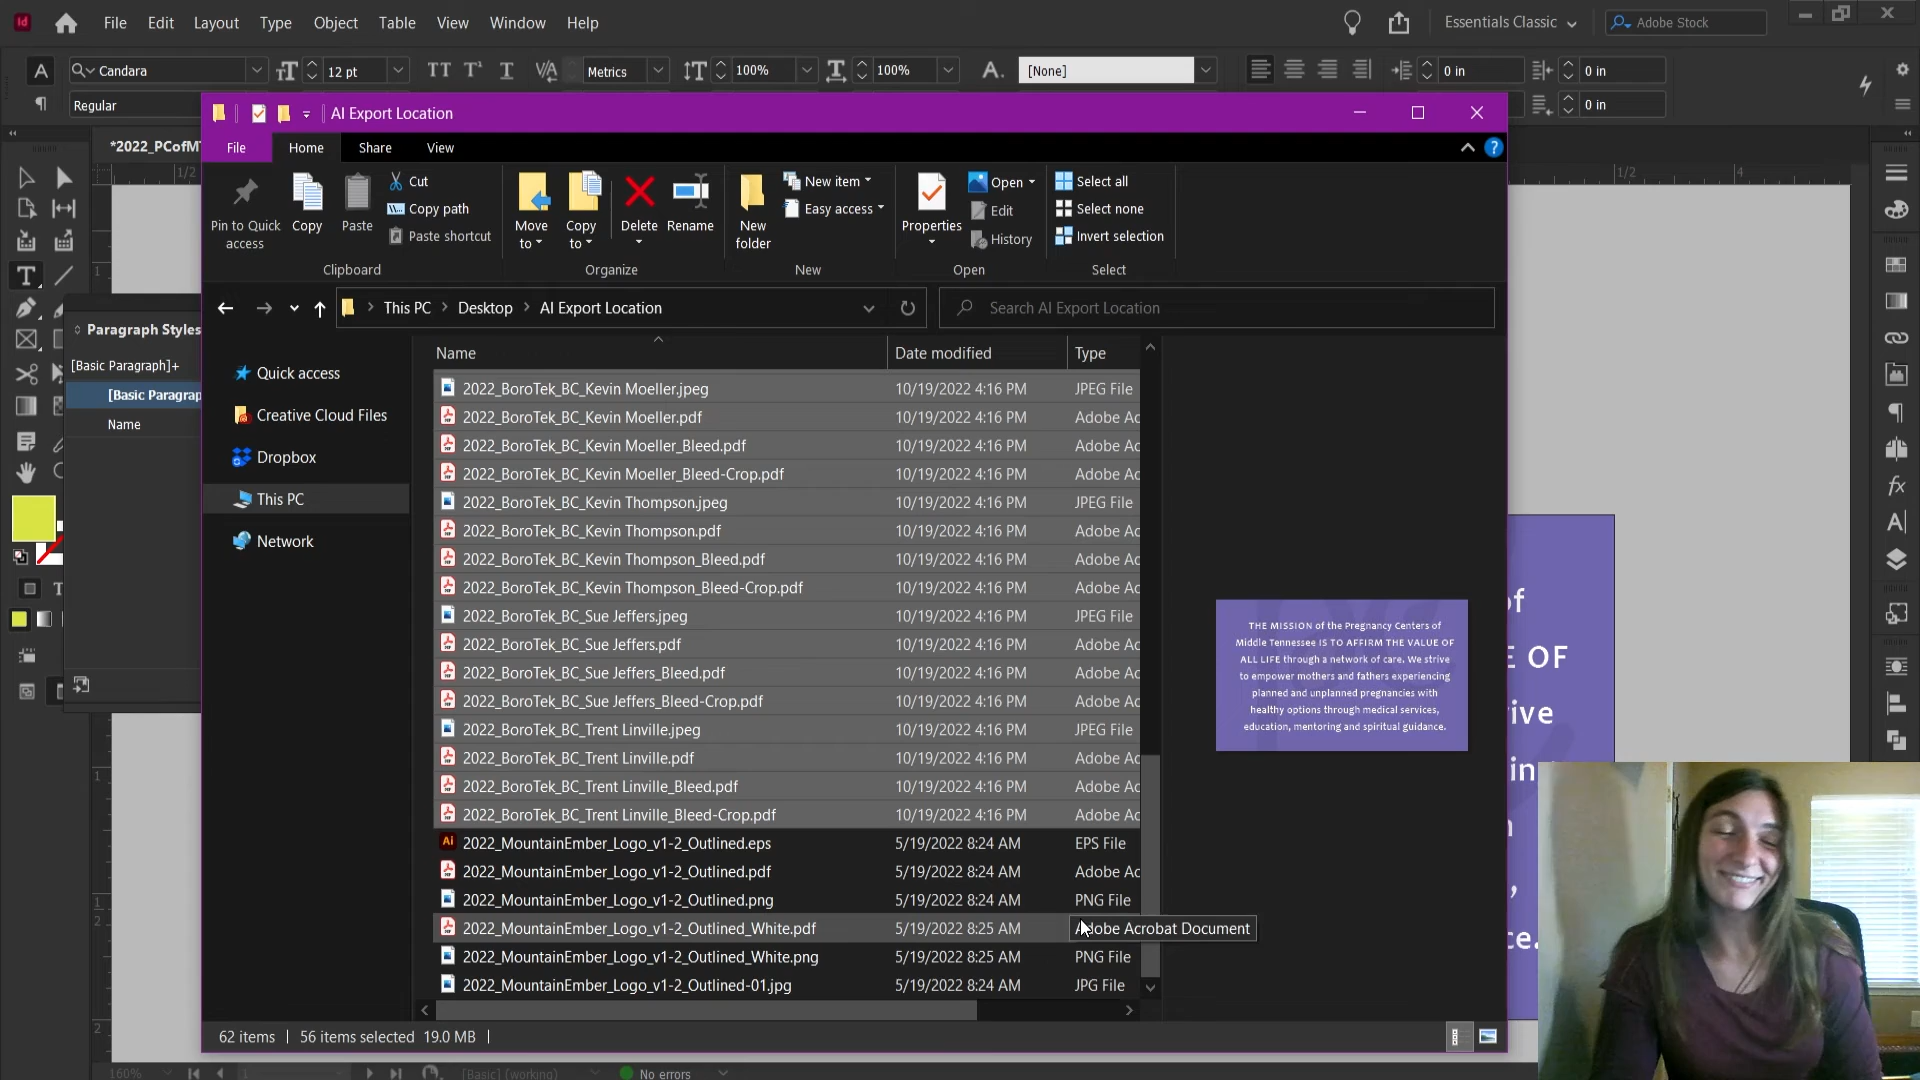 File Edit Layout Type Object Table View Window Help
Essentials Classic
Adobe Stock
Candara
12 pt
Metrics
100%
100%
[None]
0 in
0 in
Regular
0 in
AI Export Location
*2022_PCofMT
File Home Share View
Pin to Quick access
Copy
Paste
Cut
Copy path
Paste shortcut
Clipboard
Move to
Copy to
Delete
Rename
Organize
New folder
New item
Easy access
New
Properties
Open
Edit
History
Open
Select all
Select none
Invert selection
Select
1/2
1/2
4
This PC > Desktop > AI Export Location
Search AI Export Location
Paragraph Styles
[Basic Paragraph]+
[Basic Paragrap
Name
Quick access
Creative Cloud Files
Dropbox
This PC
Network
Name Date modified Type
2022_BoroTek_BC_Kevin Moeller.jpeg 10/19/2022 4:16 PM JPEG File
2022_BoroTek_BC_Kevin Moeller.pdf 10/19/2022 4:16 PM Adobe Ac
2022_BoroTek_BC_Kevin Moeller_Bleed.pdf 10/19/2022 4:16 PM Adobe Ac
2022_BoroTek_BC_Kevin Moeller_Bleed-Crop.pdf 10/19/2022 4:16 PM Adobe Ac
2022_BoroTek_BC_Kevin Thompson.jpeg 10/19/2022 4:16 PM JPEG File
2022_BoroTek_BC_Kevin Thompson.pdf 10/19/2022 4:16 PM Adobe Ac
2022_BoroTek_BC_Kevin Thompson_Bleed.pdf 10/19/2022 4:16 PM Adobe Ac
2022_BoroTek_BC_Kevin Thompson_Bleed-Crop.pdf 10/19/2022 4:16 PM Adobe Ac
2022_BoroTek_BC_Sue Jeffers.jpeg 10/19/2022 4:16 PM JPEG File
2022_BoroTek_BC_Sue Jeffers.pdf 10/19/2022 4:16 PM Adobe Ac
2022_BoroTek_BC_Sue Jeffers_Bleed.pdf 10/19/2022 4:16 PM Adobe Ac
2022_BoroTek_BC_Sue Jeffers_Bleed-Crop.pdf 10/19/2022 4:16 PM Adobe Ac
2022_BoroTek_BC_Trent Linville.jpeg 10/19/2022 4:16 PM JPEG File
2022_BoroTek_BC_Trent Linville.pdf 10/19/2022 4:16 PM Adobe Ac
2022_BoroTek_BC_Trent Linville_Bleed.pdf 10/19/2022 4:16 PM Adobe Ac
2022_BoroTek_BC_Trent Linville_Bleed-Crop.pdf 10/19/2022 4:16 PM Adobe Ac
2022_MountainEmber_Logo_v1-2_Outlined.eps 5/19/2022 8:24 AM EPS File
2022_MountainEmber_Logo_v1-2_Outlined.pdf 5/19/2022 8:24 AM Adobe Ac
2022_MountainEmber_Logo_v1-2_Outlined.png 5/19/2022 8:24 AM PNG File
2022_MountainEmber_Logo_v1-2_Outlined_White.pdf 5/19/2022 8:25 AM Adobe Acrobat Document
2022_MountainEmber_Logo_v1-2_Outlined_White.png 5/19/2022 8:25 AM PNG File
2022_MountainEmber_Logo_v1-2_Outlined-01.jpg 5/19/2022 8:24 AM JPG File
THE MISSION of the Pregnancy Centers of
Middle Tennessee IS TO AFFIRM THE VALUE OF
ALL LIFE through a network of care. We strive
to empower mothers and fathers experiencing
planned and unplanned pregnancies with
healthy options through medical services,
education, mentoring and spiritual guidance.
of
E OF
rive
62 items 56 items selected 19.0 MB
160%
1
[Basic] (working)
No errors